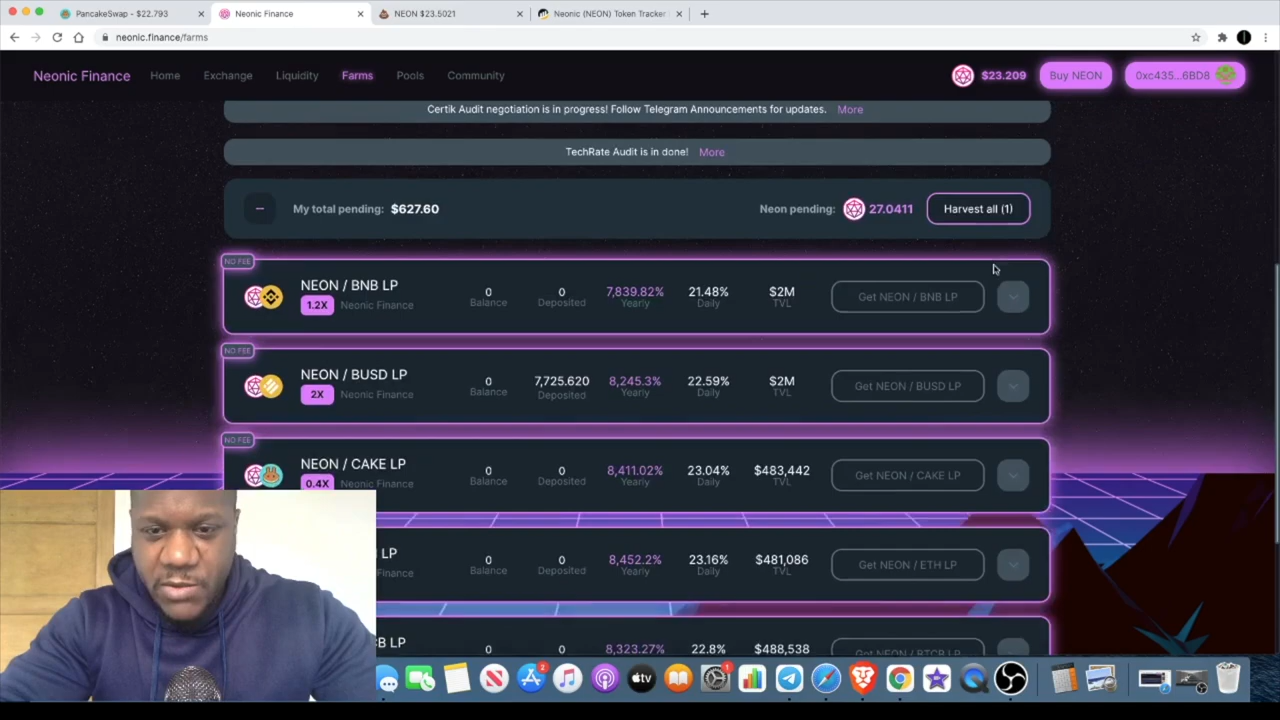 PancakeSwap - $22.793
Neonic Finance
NEON $23.5021
Neonic (NEON) Token Tracker
neonic.finance/farms
Neonic Finance
Home
Exchange
Liquidity
Farms
Pools
Community
$23.209
Buy NEON
0xc435...6BD8
Certik Audit negotiation is in progress! Follow Telegram Announcements for updates. More
TechRate Audit is in done! More
My total pending: $627.60
Neon pending: 27.0411
Harvest all (1)
NO FEE
NEON / BNB LP
1.2X Neonic Finance
0
Balance
0
Deposited
7,839.82%
Yearly
21.48%
Daily
$2M
TVL
Get NEON / BNB LP
NO FEE
NEON / BUSD LP
2X Neonic Finance
0
Balance
7,725.620
Deposited
8,245.3%
Yearly
22.59%
Daily
$2M
TVL
Get NEON / BUSD LP
NO FEE
NEON / CAKE LP
0.4X Neonic Finance
0
Balance
0
Deposited
8,411.02%
Yearly
23.04%
Daily
$483,442
TVL
Get NEON / CAKE LP
LP
Finance
0
Balance
0
Deposited
8,452.2%
Yearly
23.16%
Daily
$481,086
TVL
Get NEON / ETH LP
B LP
0
0
8,323.27%
22.8%
$488,538
Get NEON / BTCB LP
tv
2
1